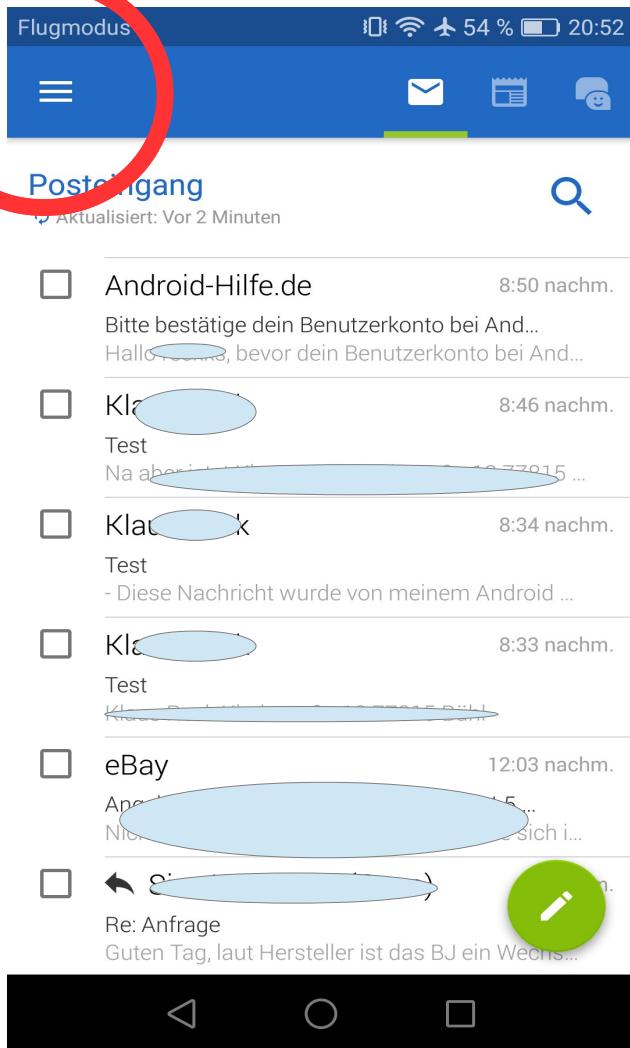 Flugmodus 54 % 20:52
Posteingang
Aktualisiert: Vor 2 Minuten
Android-Hilfe.de 8:50 nachm.
Bitte bestätige dein Benutzerkonto bei And...
Hallo , bevor dein Benutzerkonto bei And...
8:46 nachm.
Test
Na ...
8:34 nachm.
Test
- Diese Nachricht wurde von meinem Android ...
8:33 nachm.
Test
eBay 12:03 nachm.
sich i...
Re: Anfrage
Guten Tag, laut Hersteller ist das BJ ein Wechs...